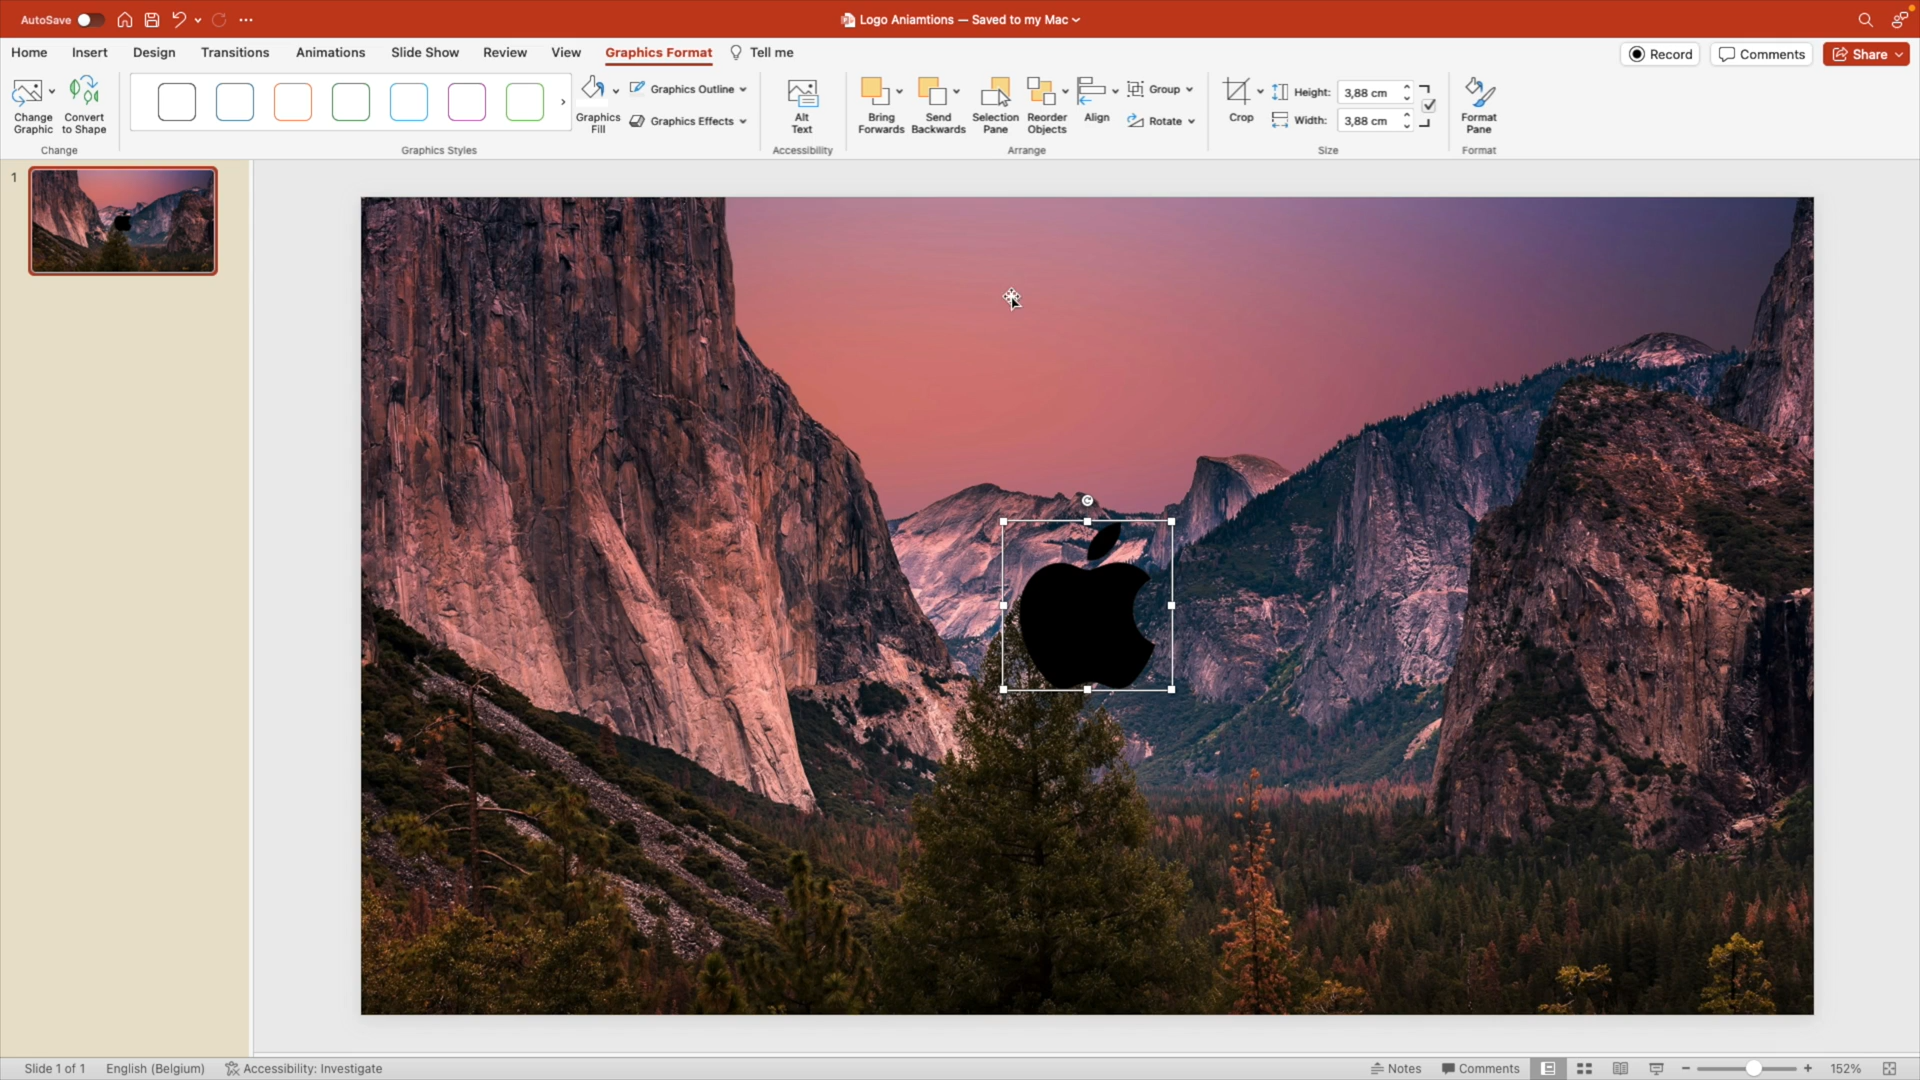 AutoSave
Logo Aniamtions — Saved to my Mac
Home Insert Design Transitions Animations Slide Show Review View Graphics Format Tell me
Record Comments Share
Change Graphic
Convert to Shape
Change
Graphics Styles
Graphics Fill
Graphics Outline
Graphics Effects
Alt Text
Accessibility
Bring Forwards
Send Backwards
Selection Pane
Reorder Objects
Align
Group
Rotate
Arrange
Crop
Height: 3,88 cm
Width: 3,88 cm
Size
Format Pane
Format
1
Slide 1 of 1 English (Belgium) Accessibility: Investigate
Notes Comments 152%